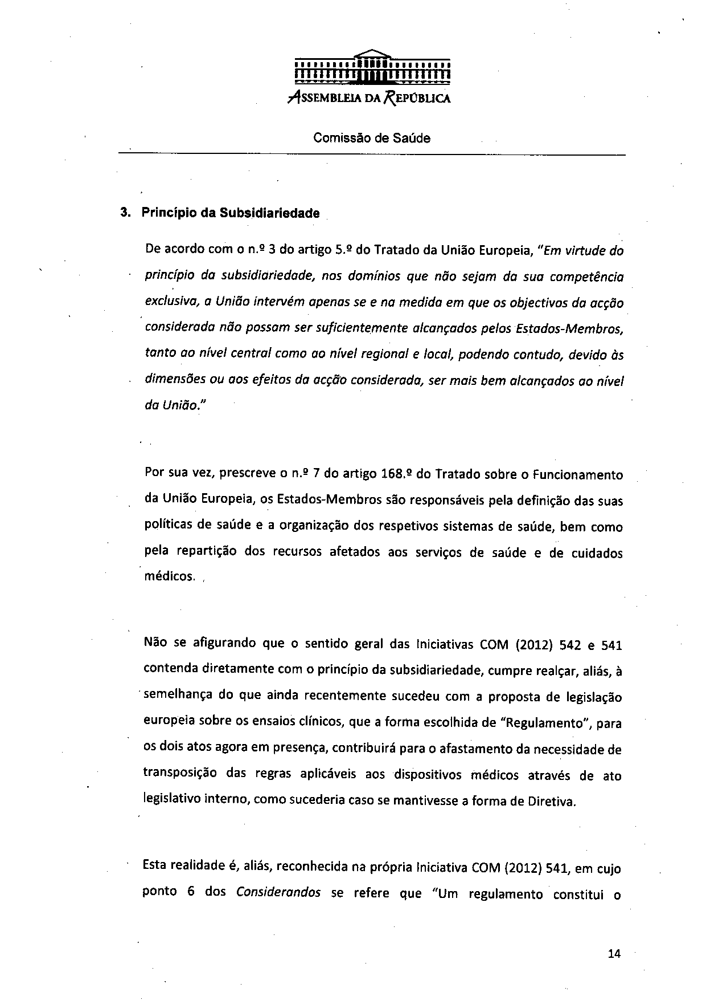 ASSEMBLEIA DA REPÚBLICA
Comissão de Saúde
3. Princípio da Subsidiariedade
De acordo com o n.º 3 do artigo 5.º do Tratado da União Europeia, "Em virtude do
princípio da subsidiariedade, nos domínios que não sejam da sua competência
exclusiva, a União intervém apenas se e na medida em que os objectivos da acção
considerada não possam ser suficientemente alcançados pelos Estados-Membros,
tanto ao nível central como ao nível regional e local, podendo contudo, devido às
dimensões ou aos efeitos da acção considerada, ser mais bem alcançados ao nível
da União."
Por sua vez, prescreve o n.º 7 do artigo 168.º do Tratado sobre o Funcionamento
da União Europeia, os Estados-Membros são responsáveis pela definição das suas
políticas de saúde e a organização dos respetivos sistemas de saúde, bem como
pela repartição dos recursos afetados aos serviços de saúde e de cuidados
médicos.
Não se afigurando que o sentido geral das Iniciativas COM (2012) 542 e 541
contenda diretamente com o princípio da subsidiariedade, cumpre realçar, aliás, à
semelhança do que ainda recentemente sucedeu com a proposta de legislação
europeia sobre os ensaios clínicos, que a forma escolhida de "Regulamento", para
os dois atos agora em presença, contribuirá para o afastamento da necessidade de
transposição das regras aplicáveis aos dispositivos médicos através de ato
legislativo interno, como sucederia caso se mantivesse a forma de Diretiva.
Esta realidade é, aliás, reconhecida na própria Iniciativa COM (2012) 541, em cujo
ponto 6 dos Considerandos se refere que "Um regulamento constitui o
14